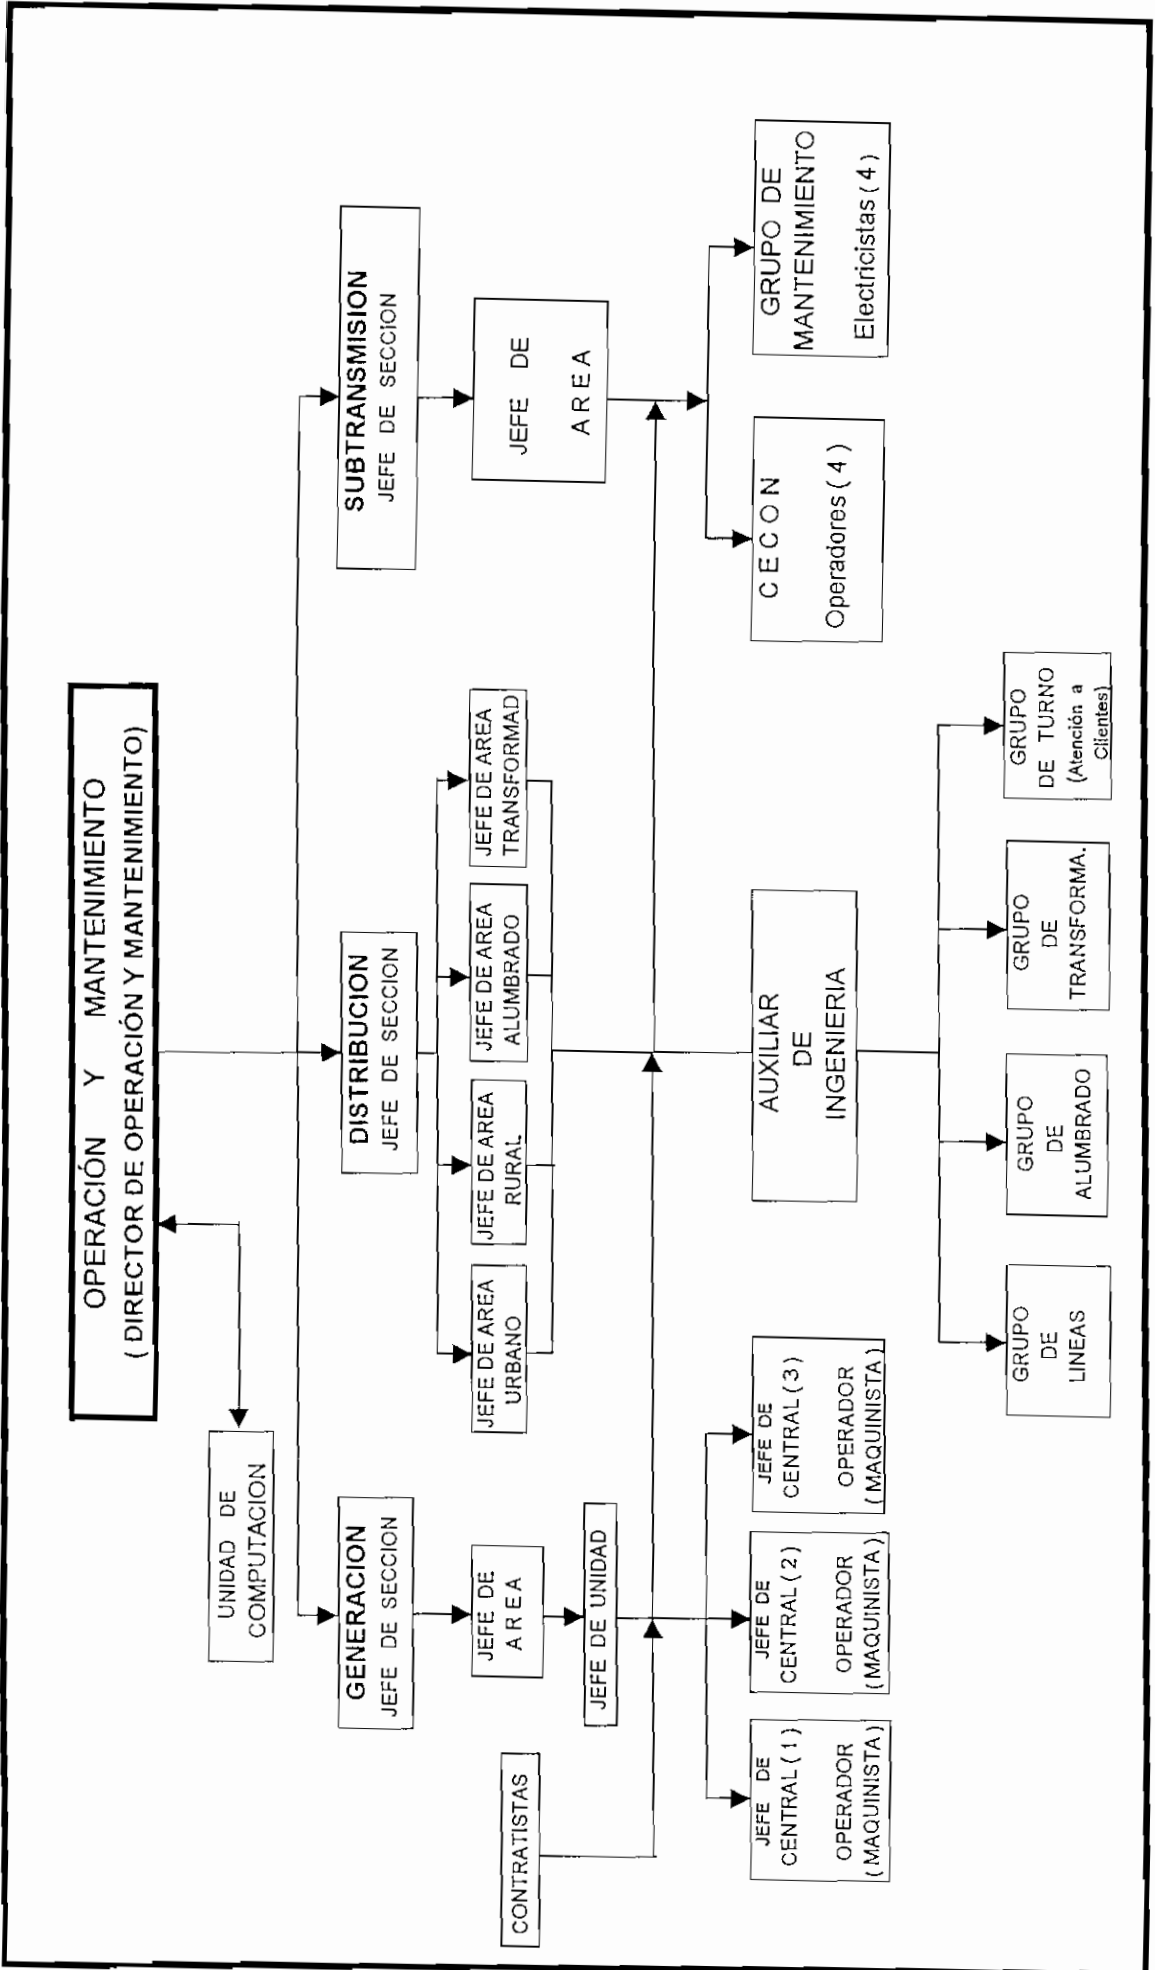 OPERACIÓN Y MANTENIMIENTO
( DIRECTOR DE OPERACIÓN Y MANTENIMIENTO)
UNIDAD DE
COMPUTACION
GENERACION
JEFE DE SECCION
DISTRIBUCION
JEFE DE SECCION
SUBTRANSMISION
JEFE DE SECCION
CONTRATISTAS
JEFE DE
A R E A
JEFE DE UNIDAD
JEFE DE AREA
URBANO
JEFE DE AREA
RURAL
JEFE DE AREA
ALUMBRADO
JEFE DE AREA
TRANSFORMAD
JEFE DE
A R E A
JEFE DE
CENTRAL ( 1 )
OPERADOR
( MAQUINISTA )
JEFE DE
CENTRAL ( 2 )
OPERADOR
( MAQUINISTA )
JEFE DE
CENTRAL ( 3 )
OPERADOR
( MAQUINISTA )
AUXILIAR
DE
INGENIERIA
C E C O N
Operadores ( 4 )
GRUPO DE
MANTENIMIENTO
Electricistas ( 4 )
GRUPO
DE
LINEAS
GRUPO
DE
ALUMBRADO
GRUPO
DE
TRANSFORMA.
GRUPO
DE TURNO
(Atención a
Clientes)